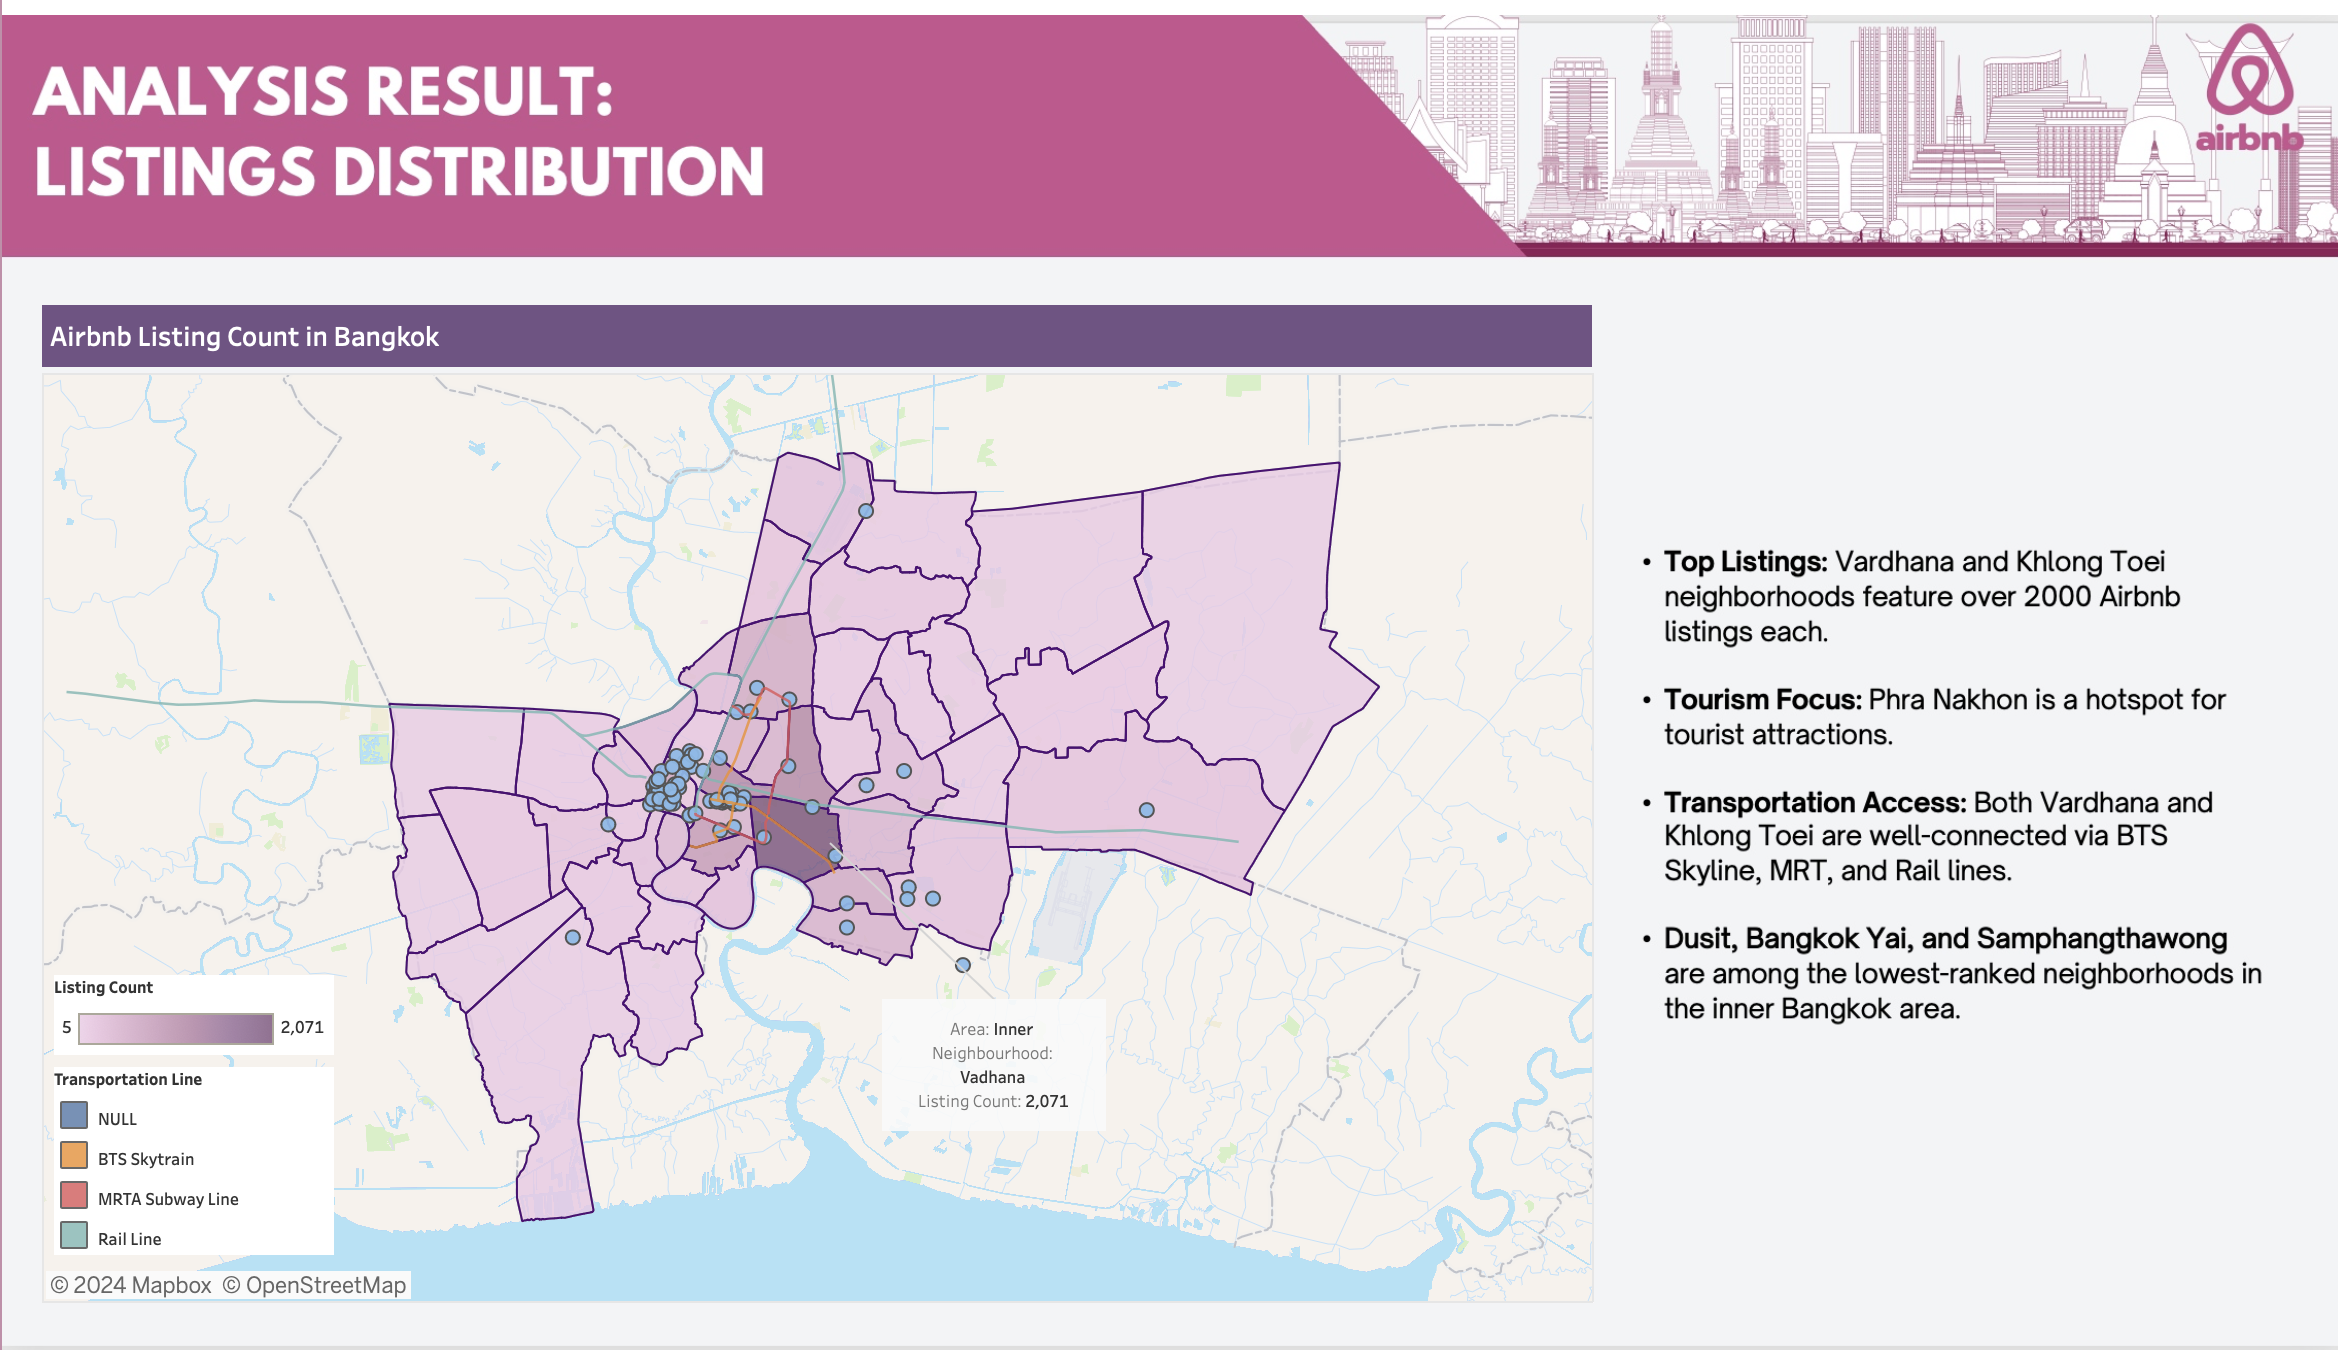 ANALYSIS RESULT:
LISTINGS DISTRIBUTION
airbnb
Airbnb Listing Count in Bangkok
Listing Count
5
2,071
Transportation Line
NULL
BTS Skytrain
MRTA Subway Line
Rail Line
© 2024 Mapbox © OpenStreetMap
Area: Inner
Neighbourhood:
Vadhana
Listing Count: 2,071
• Top Listings: Vardhana and Khlong Toei
neighborhoods feature over 2000 Airbnb
listings each.
• Tourism Focus: Phra Nakhon is a hotspot for
tourist attractions.
• Transportation Access: Both Vardhana and
Khlong Toei are well-connected via BTS
Skyline, MRT, and Rail lines.
• Dusit, Bangkok Yai, and Samphangthawong
are among the lowest-ranked neighborhoods in
the inner Bangkok area.